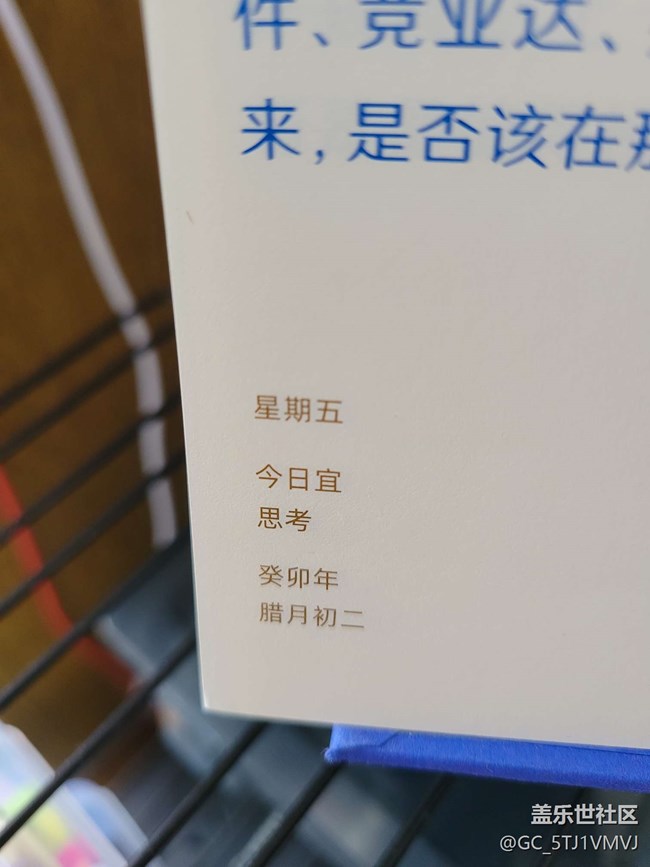 件、竞业达、
来，是否该在那
星期五
今日宜
思考
癸卯年
腊月初二
盖乐世社区
@GC_5TJ1VMVJ